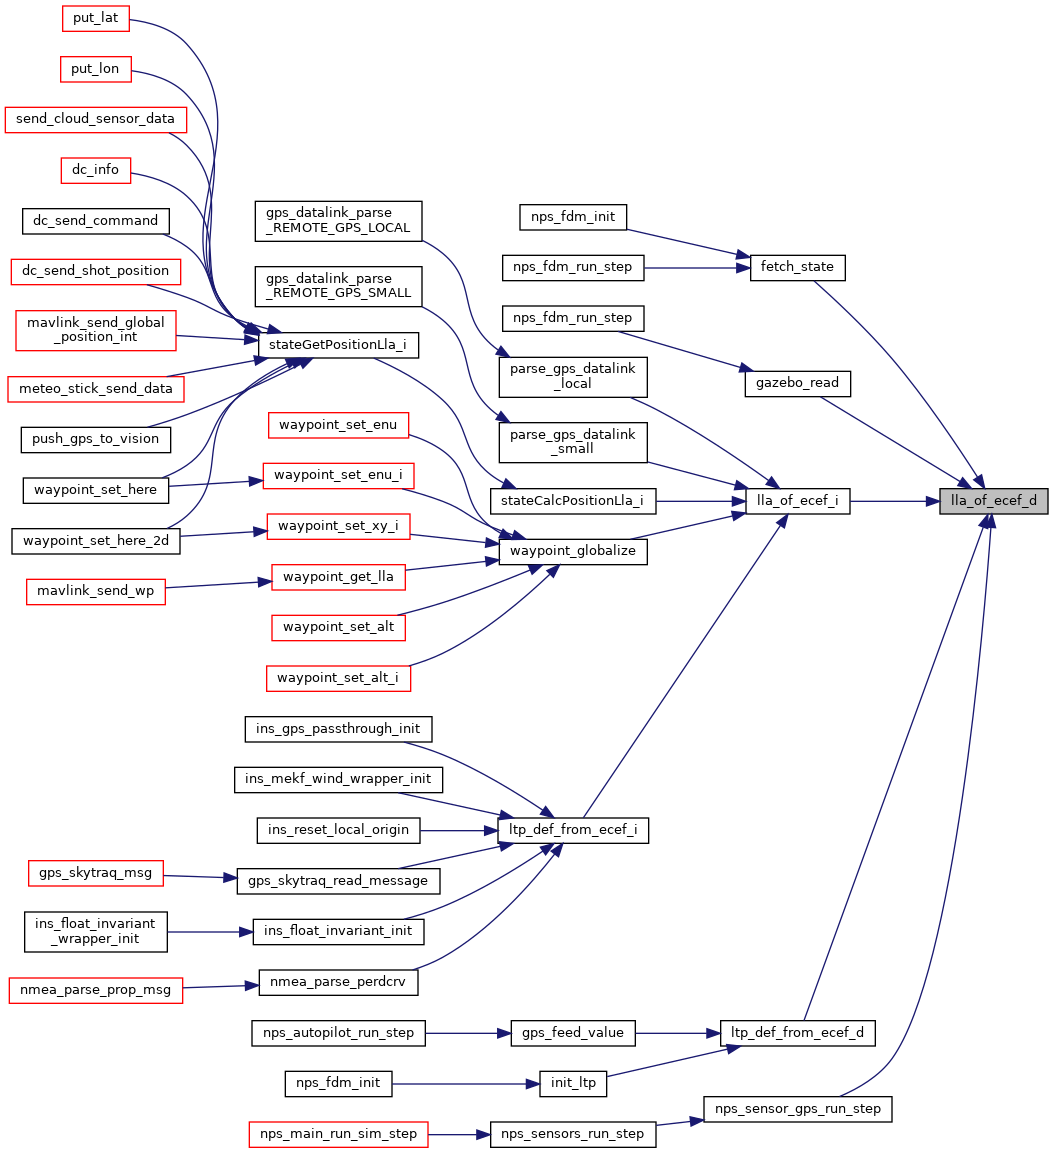 put_lat
put_lon
send_cloud_sensor_data
dc_info
dc_send_command
dc_send_shot_position
mavlink_send_global
_position_int
meteo_stick_send_data
push_gps_to_vision
waypoint_set_here
waypoint_set_here_2d
mavlink_send_wp
gps_skytraq_msg
ins_float_invariant
_wrapper_init
nmea_parse_prop_msg
gps_datalink_parse
_REMOTE_GPS_LOCAL
gps_datalink_parse
_REMOTE_GPS_SMALL
stateGetPositionLla_i
waypoint_set_enu
waypoint_set_enu_i
waypoint_set_xy_i
waypoint_get_lla
waypoint_set_alt
waypoint_set_alt_i
ins_gps_passthrough_init
ins_mekf_wind_wrapper_init
ins_reset_local_origin
gps_skytraq_read_message
ins_float_invariant_init
nmea_parse_perdcrv
nps_autopilot_run_step
nps_fdm_init
nps_main_run_sim_step
nps_fdm_init
nps_fdm_run_step
nps_fdm_run_step
parse_gps_datalink
_local
parse_gps_datalink
_small
stateCalcPositionLla_i
waypoint_globalize
ltp_def_from_ecef_i
gps_feed_value
init_ltp
nps_sensors_run_step
fetch_state
gazebo_read
lla_of_ecef_i
ltp_def_from_ecef_d
nps_sensor_gps_run_step
lla_of_ecef_d